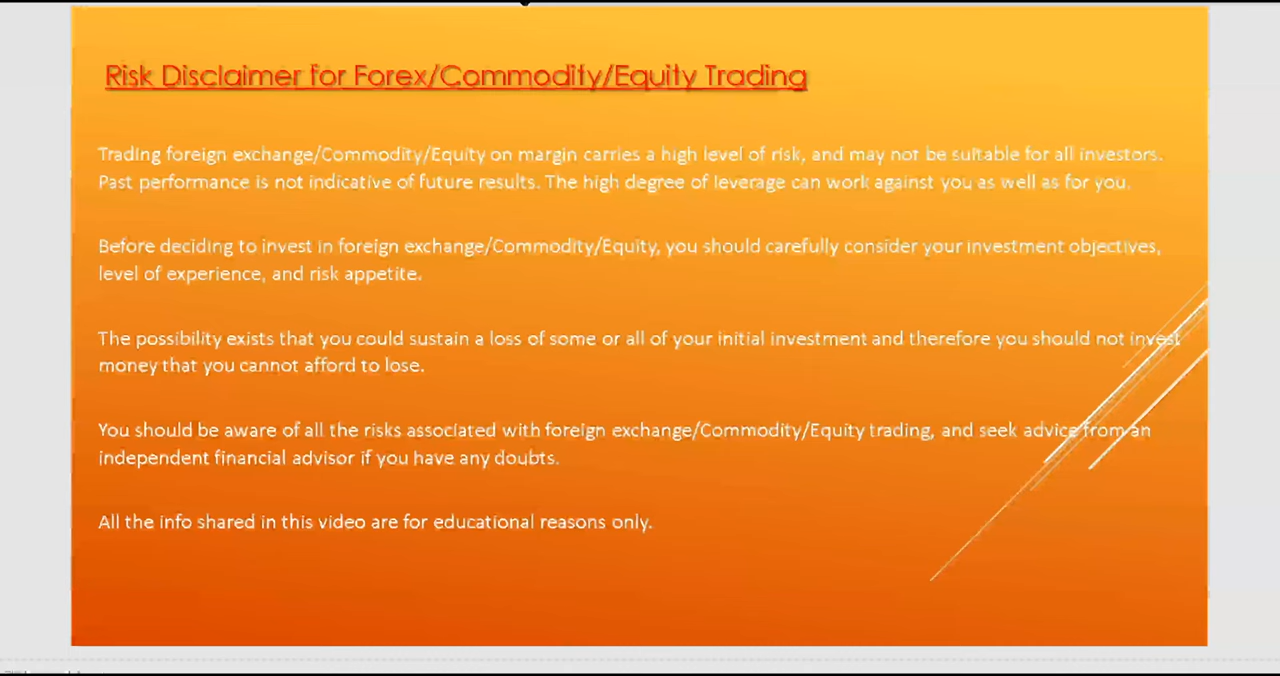 Risk Disclaimer for Forex/Commodity/Equity Trading
Trading foreign exchange/Commodity/Equity on margin carries a high level of risk, and may not be suitable for all investors.
Past performance is not indicative of future results. The high degree of leverage can work against you as well as for you.
Before deciding to invest in foreign exchange/Commodity/Equity, you should carefully consider your investment objectives,
level of experience, and risk appetite.
The possibility exists that you could sustain a loss of some or all of your initial investment and therefore you should not invest
money that you cannot afford to lose.
You should be aware of all the risks associated with foreign exchange/Commodity/Equity trading, and seek advice from an
independent financial advisor if you have any doubts.
All the info shared in this video are for educational reasons only.